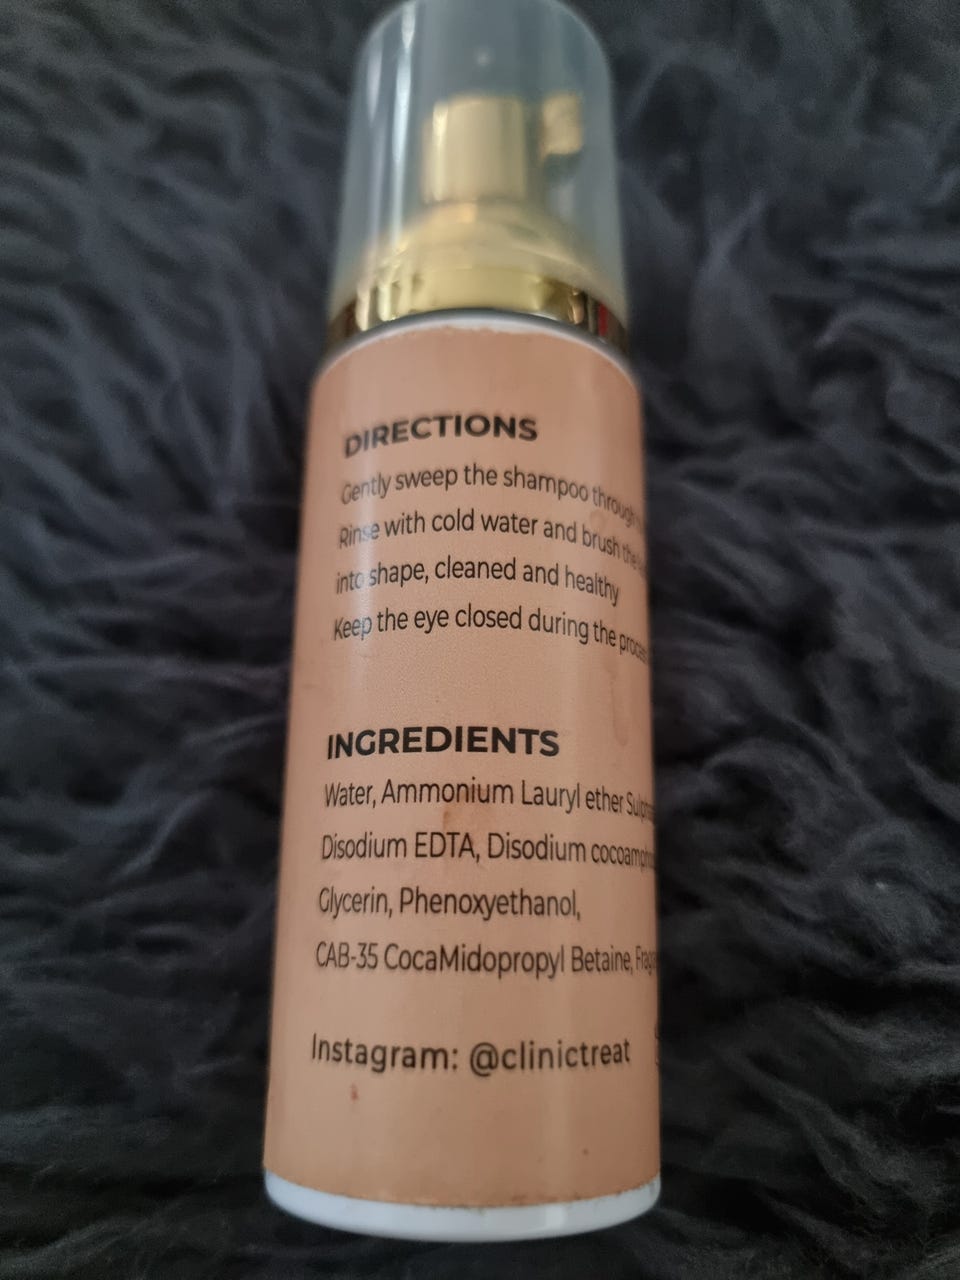 DIRECTIONS
Gently sweep the shampoo through
Rinse with cold water and brush the
into shape, cleaned and healthy
Keep the eye closed during the
INGREDIENTS
Water, Ammonium Lauryl ether
Disodium EDTA, Disodium
Glycerin, Phenoxyethanol,
CAB-35 CocaMidopropyl Betaine,
Instagram: @clinictreat